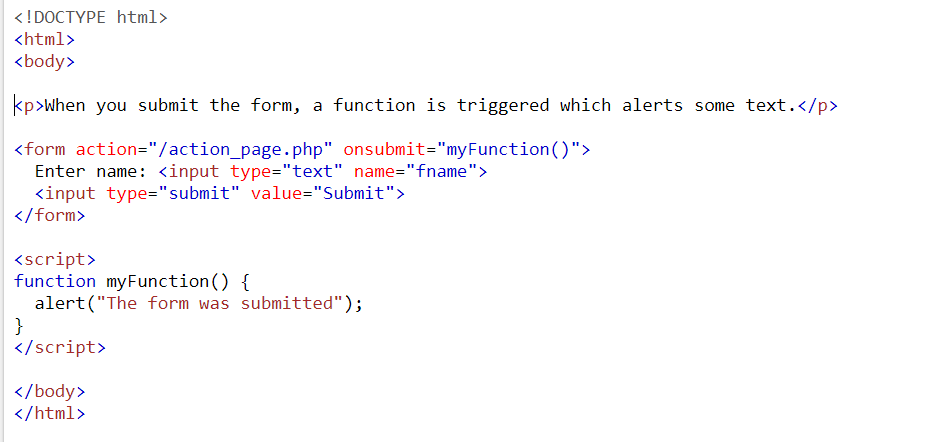 <!DOCTYPE html>
<html>
<body>
<p>When you submit the form, a function is triggered which alerts some text.</p>
<form action="/action_page.php" onsubmit="myFunction()">
Enter name: <input type="text" name="fname">
<input type="submit" value="Submit">
</form>
<script>
function myFunction() {
alert("The form was submitted");
}
</script>
</body>
</html>